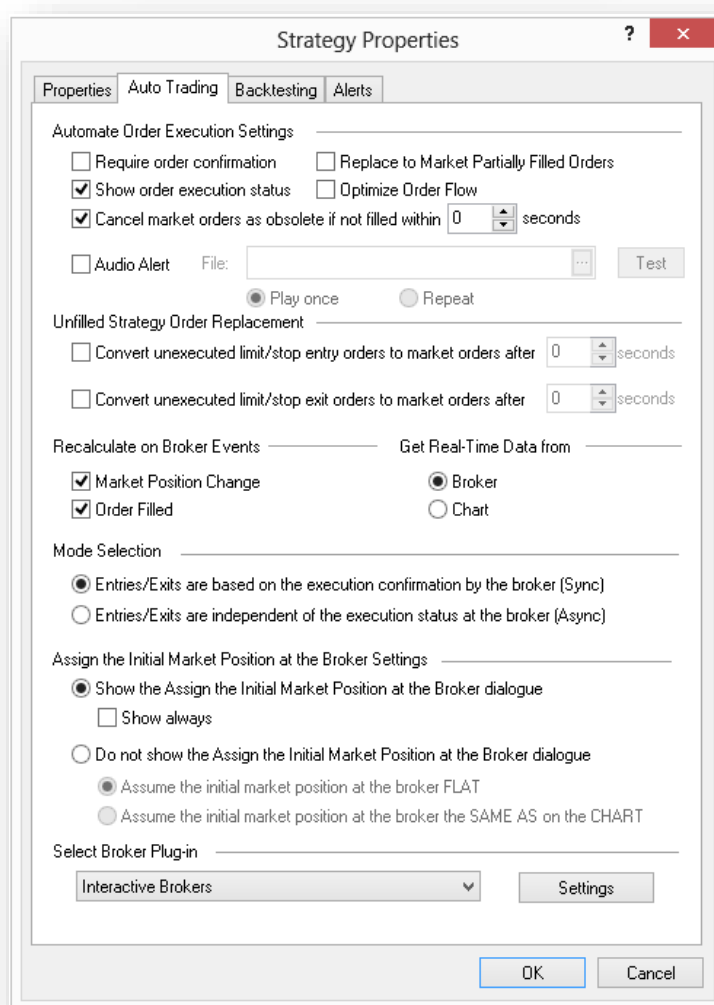 Strategy Properties
?
Properties Auto Trading Backtesting Alerts
Automate Order Execution Settings
Require order confirmation Replace to Market Partially Filled Orders
Show order execution status Optimize Order Flow
Cancel market orders as obsolete if not filled within 0 seconds
Audio Alert File: ... Test
Play once Repeat
Unfilled Strategy Order Replacement
Convert unexecuted limit/stop entry orders to market orders after 0 seconds
Convert unexecuted limit/stop exit orders to market orders after 0 seconds
Recalculate on Broker Events Get Real-Time Data from
Market Position Change Broker
Order Filled Chart
Mode Selection
Entries/Exits are based on the execution confirmation by the broker (Sync)
Entries/Exits are independent of the execution status at the broker (Async)
Assign the Initial Market Position at the Broker Settings
Show the Assign the Initial Market Position at the Broker dialogue
Show always
Do not show the Assign the Initial Market Position at the Broker dialogue
Assume the initial market position at the broker FLAT
Assume the initial market position at the broker the SAME AS on the CHART
Select Broker Plug-in
Interactive Brokers Settings
OK Cancel